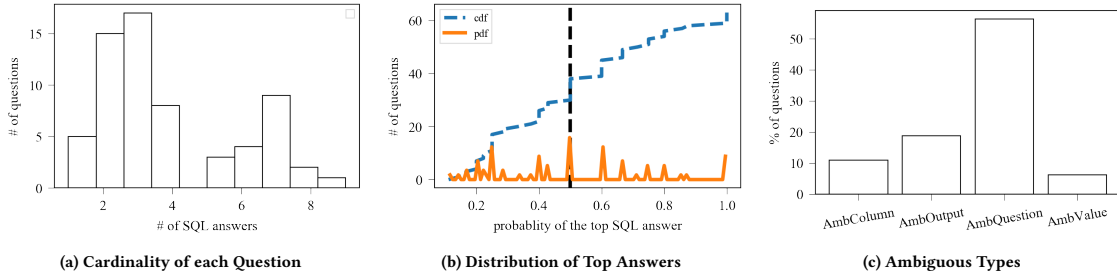 15
10
5
0
# of questions
2
4
6
8
# of SQL answers
(a) Cardinality of each Question
60
40
20
0
# of questions
cdf
pdf
0.2
0.4
0.6
0.8
1.0
probablity of the top SQL answer
(b) Distribution of Top Answers
50
40
30
20
10
0
% of questions
AmbColumn
AmbOutput
AmbQuestion
AmbValue
(c) Ambiguous Types